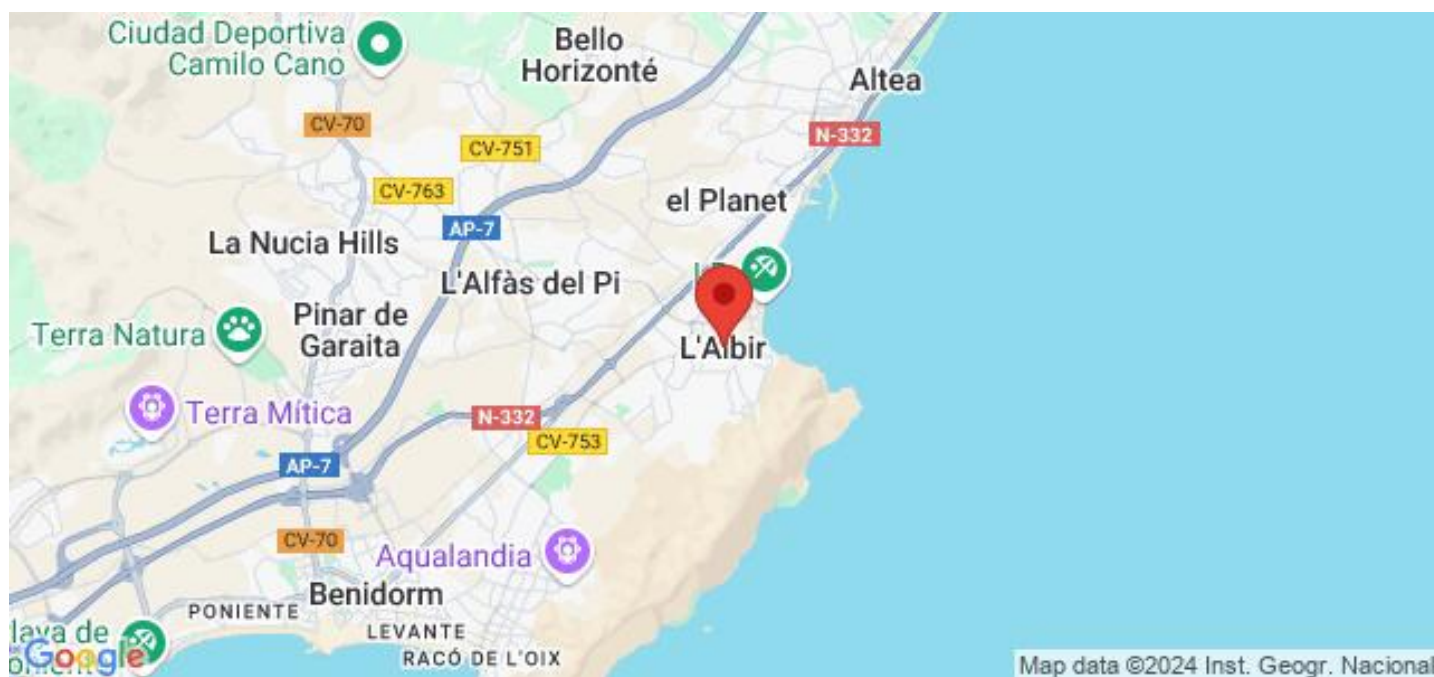 Ciudad Deportiva
Camilo Cano
Bello
Horizonté
Altea
CV-70
N-332
CV-751
CV-763
el Planet
AP-7
La Nucia Hills
L'Alfàs del Pi
Terra Natura
Pinar de
Garaita
L'Albir
Terra Mítica
N-332
CV-753
AP-7
CV-70
Aqualandia
Benidorm
PONIENTE
LEVANTE
RACÓ DE L'OIX
de
Google
Map data ©2024 Inst. Geogr. Nacional